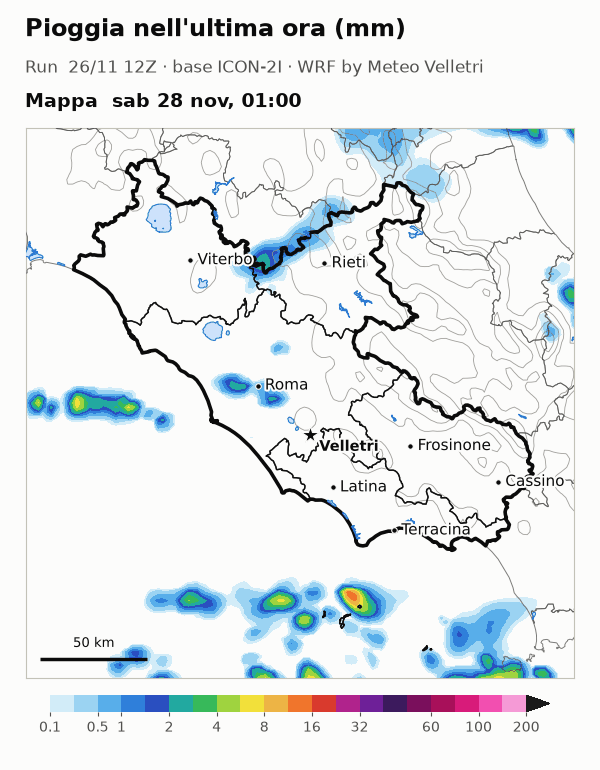 Pioggia nell'ultima ora (mm)
Run  26/11 12Z · base ICON-2I · WRF by Meteo Velletri
Mappa  sab 28 nov, 01:00
Viterbo
Rieti
Roma
Velletri
Frosinone
Cassino
Latina
Terracina
50 km
0.1 0.5 1 2 4 8 16 32 60 100 200